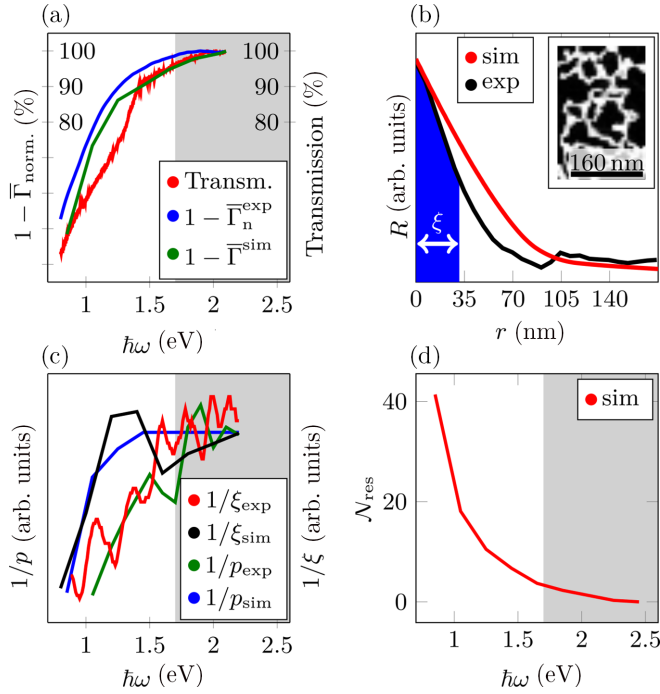 (a)
100
90
80
100
90
80
1 − Γ̅norm. (%)
Transmission (%)
Transm.
1 − Γ̅n^exp
1 − Γ̅^sim
1 1.5 2 2.5
ħω (eV)
(b)
sim
exp
160 nm
R (arb. units)
ξ
0 35 70 105 140
r (nm)
(c)
1/p (arb. units)
1/ξ (arb. units)
1/ξexp
1/ξsim
1/pexp
1/psim
1 1.5 2 2.5
ħω (eV)
(d)
sim
40
20
0
𝒩res
1 1.5 2 2.5
ħω (eV)